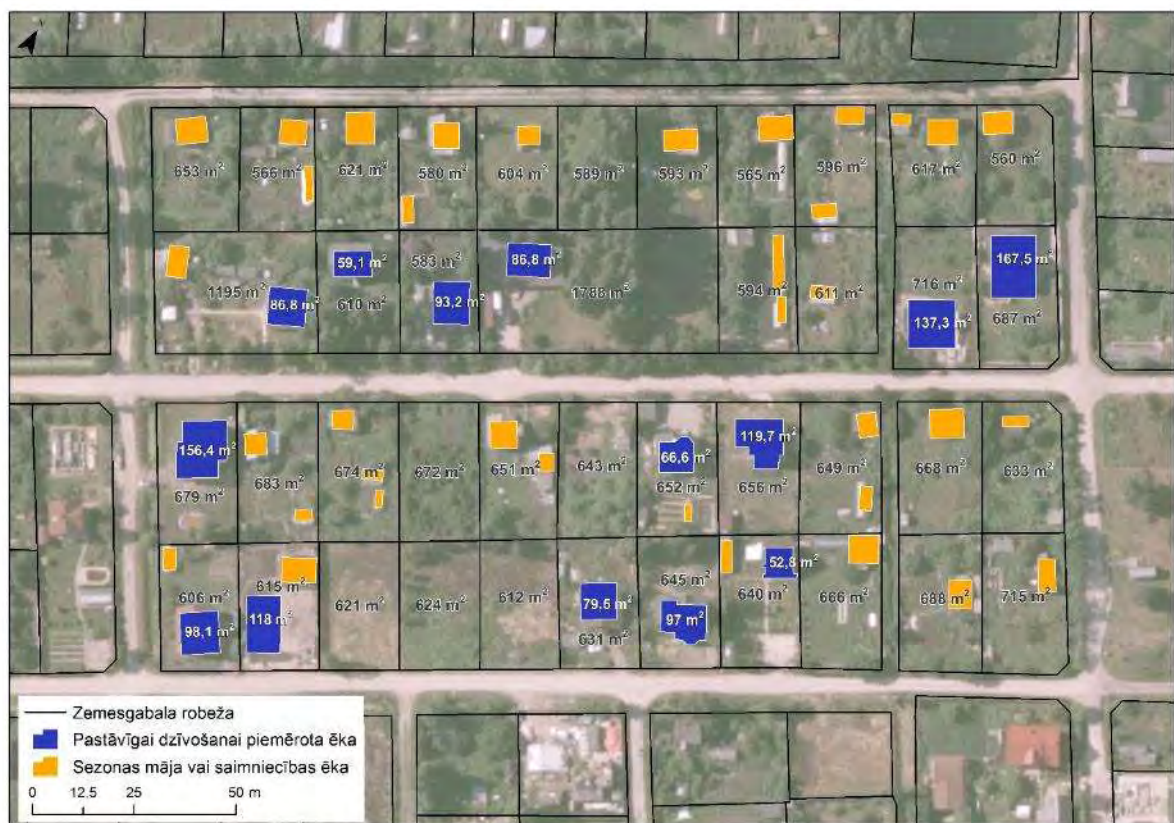 653 m² 566 m² 621 m² 580 m² 604 m² 589 m² 593 m² 565 m² 596 m² 617 m² 560 m²
1195 m² 86,8 m² 59,1 m² 610 m² 583 m² 93,2 m² 86,8 m² 1788 m² 594 m² 611 m² 716 m² 137,3 m² 167,5 m² 687 m²
156,4 m² 679 m² 683 m² 674 m² 672 m² 651 m² 643 m² 66,6 m² 652 m² 119,7 m² 656 m² 649 m² 668 m² 633 m²
606 m² 98,1 m² 615 m² 118 m² 621 m² 624 m² 612 m² 79.5 m² 631 m² 645 m² 97 m² 52,8 m² 640 m² 666 m² 688 m² 715 m²
Zemesgabala robeža
Pastāvīgai dzīvošanai piemērota ēka
Sezonas māja vai saimniecības ēka
0 12.5 25 50 m